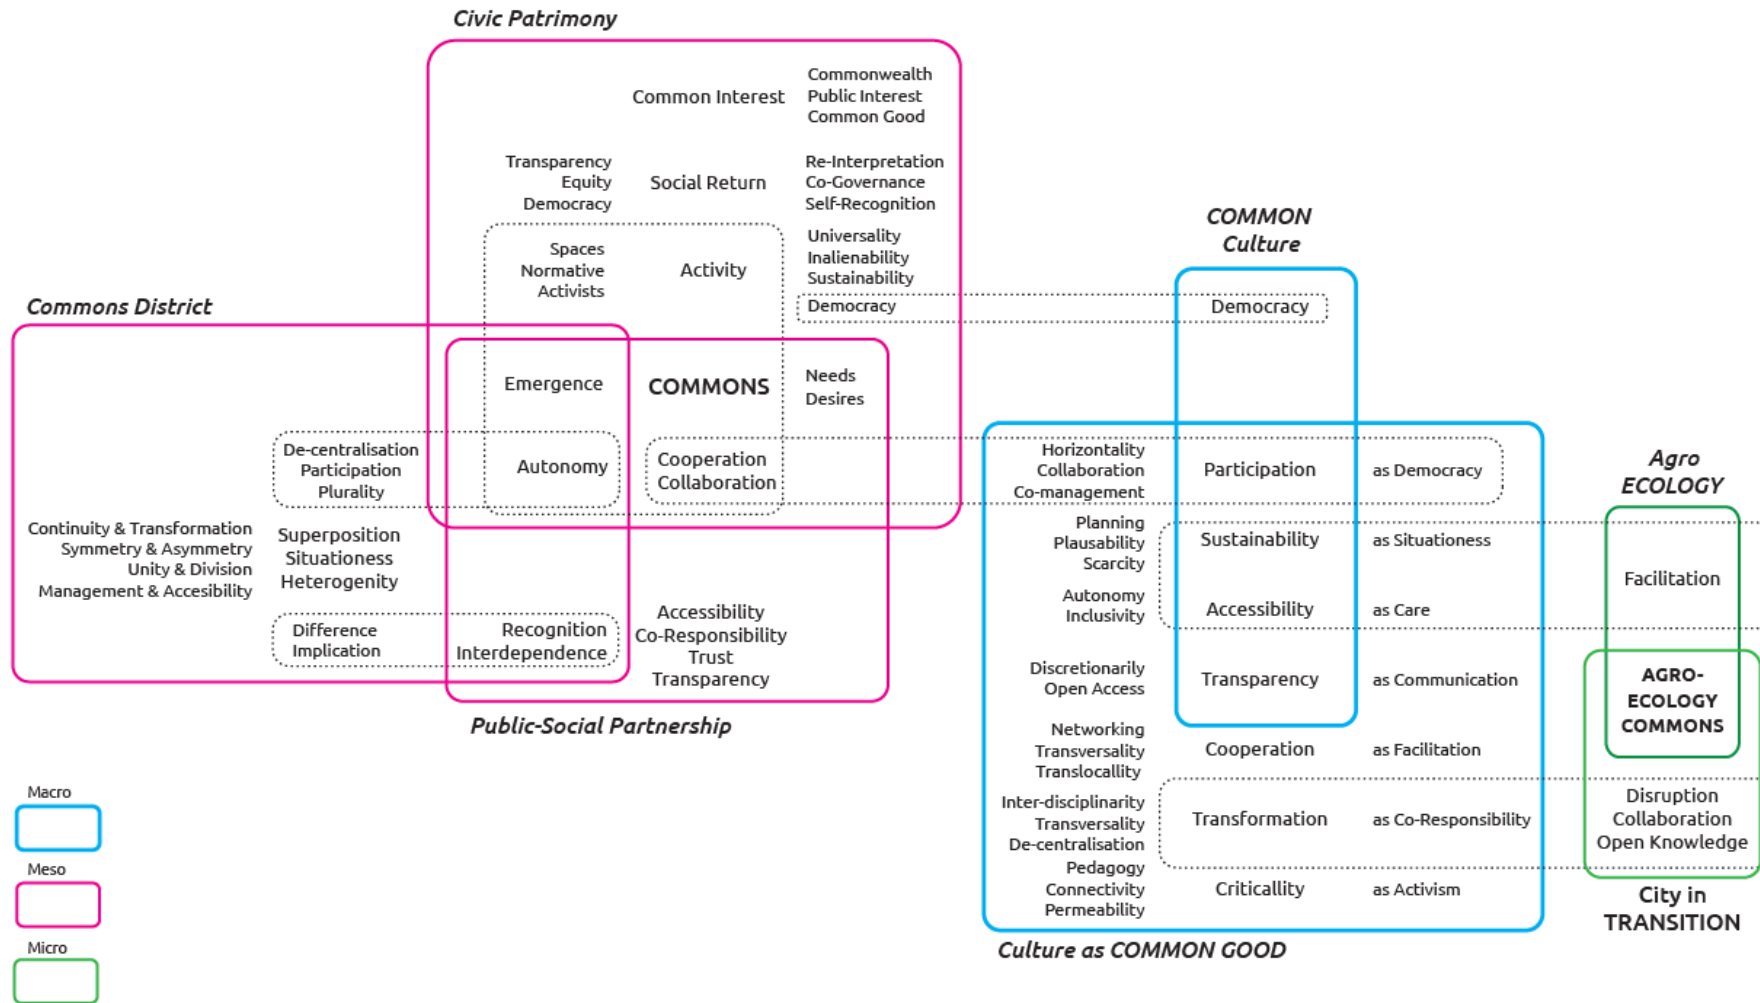 Civic Patrimony
Common Interest
Commonwealth
Public Interest
Common Good
Transparency
Equity
Democracy
Social Return
Re-Interpretation
Co-Governance
Self-Recognition
Spaces
Normative
Activists
Activity
Universality
Inalienability
Sustainability
Democracy
COMMON
Culture
Democracy
Commons District
Emergence
COMMONS
Needs
Desires
De-centralisation
Participation
Plurality
Autonomy
Cooperation
Collaboration
Continuity & Transformation
Symmetry & Asymmetry
Unity & Division
Management & Accesibility
Superposition
Situationess
Heterogenity
Difference
Implication
Recognition
Interdependence
Accessibility
Co-Responsibility
Trust
Transparency
Public-Social Partnership
Horizontality
Collaboration
Co-management
Participation
as Democracy
Planning
Plausability
Scarcity
Sustainability
as Situationess
Autonomy
Inclusivity
Accessibility
as Care
Discretionarily
Open Access
Transparency
as Communication
Networking
Transversality
Translocallity
Cooperation
as Facilitation
Inter-disciplinarity
Transversality
De-centralisation
Transformation
as Co-Responsibility
Pedagogy
Connectivity
Permeability
Criticallity
as Activism
Culture as COMMON GOOD
Agro
ECOLOGY
Facilitation
AGRO-
ECOLOGY
COMMONS
Disruption
Collaboration
Open Knowledge
City in
TRANSITION
Macro
Meso
Micro